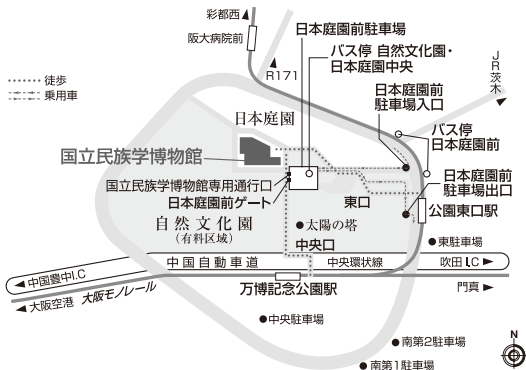 彩都西
阪大病院前
日本庭園前駐車場
バス停 自然文化園・
日本庭園中央
R171
JR茨木
徒歩
乗用車
日本庭園前
駐車場入口
日本庭園
バス停
日本庭園前
国立民族学博物館
国立民族学博物館専用通行口
日本庭園前ゲート
東口
日本庭園前
駐車場出口
公園東口駅
自然文化園
(有料区域)
太陽の塔
中央口
東駐車場
中国豊中I.C
中国自動車道
中央環状線
吹田I.C
大阪空港
大阪モノレール
万博記念公園駅
門真
中央駐車場
南第2駐車場
南第1駐車場
N